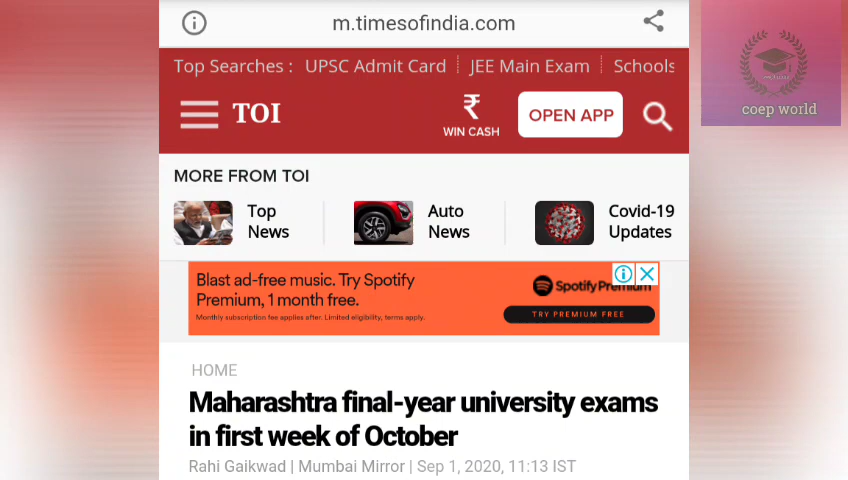 m.timesofindia.com
Top Searches : UPSC Admit Card JEE Main Exam Schools
TOI
₹
WIN CASH
OPEN APP
coep world
MORE FROM TOI
Top
News
Auto
News
Covid-19
Updates
Blast ad-free music. Try Spotify
Premium, 1 month free.
Monthly subscription fee applies after. Limited eligibility, terms apply.
Spotify Premium
TRY PREMIUM FREE
HOME
Maharashtra final-year university exams
in first week of October
Rahi Gaikwad | Mumbai Mirror | Sep 1, 2020, 11:13 IST